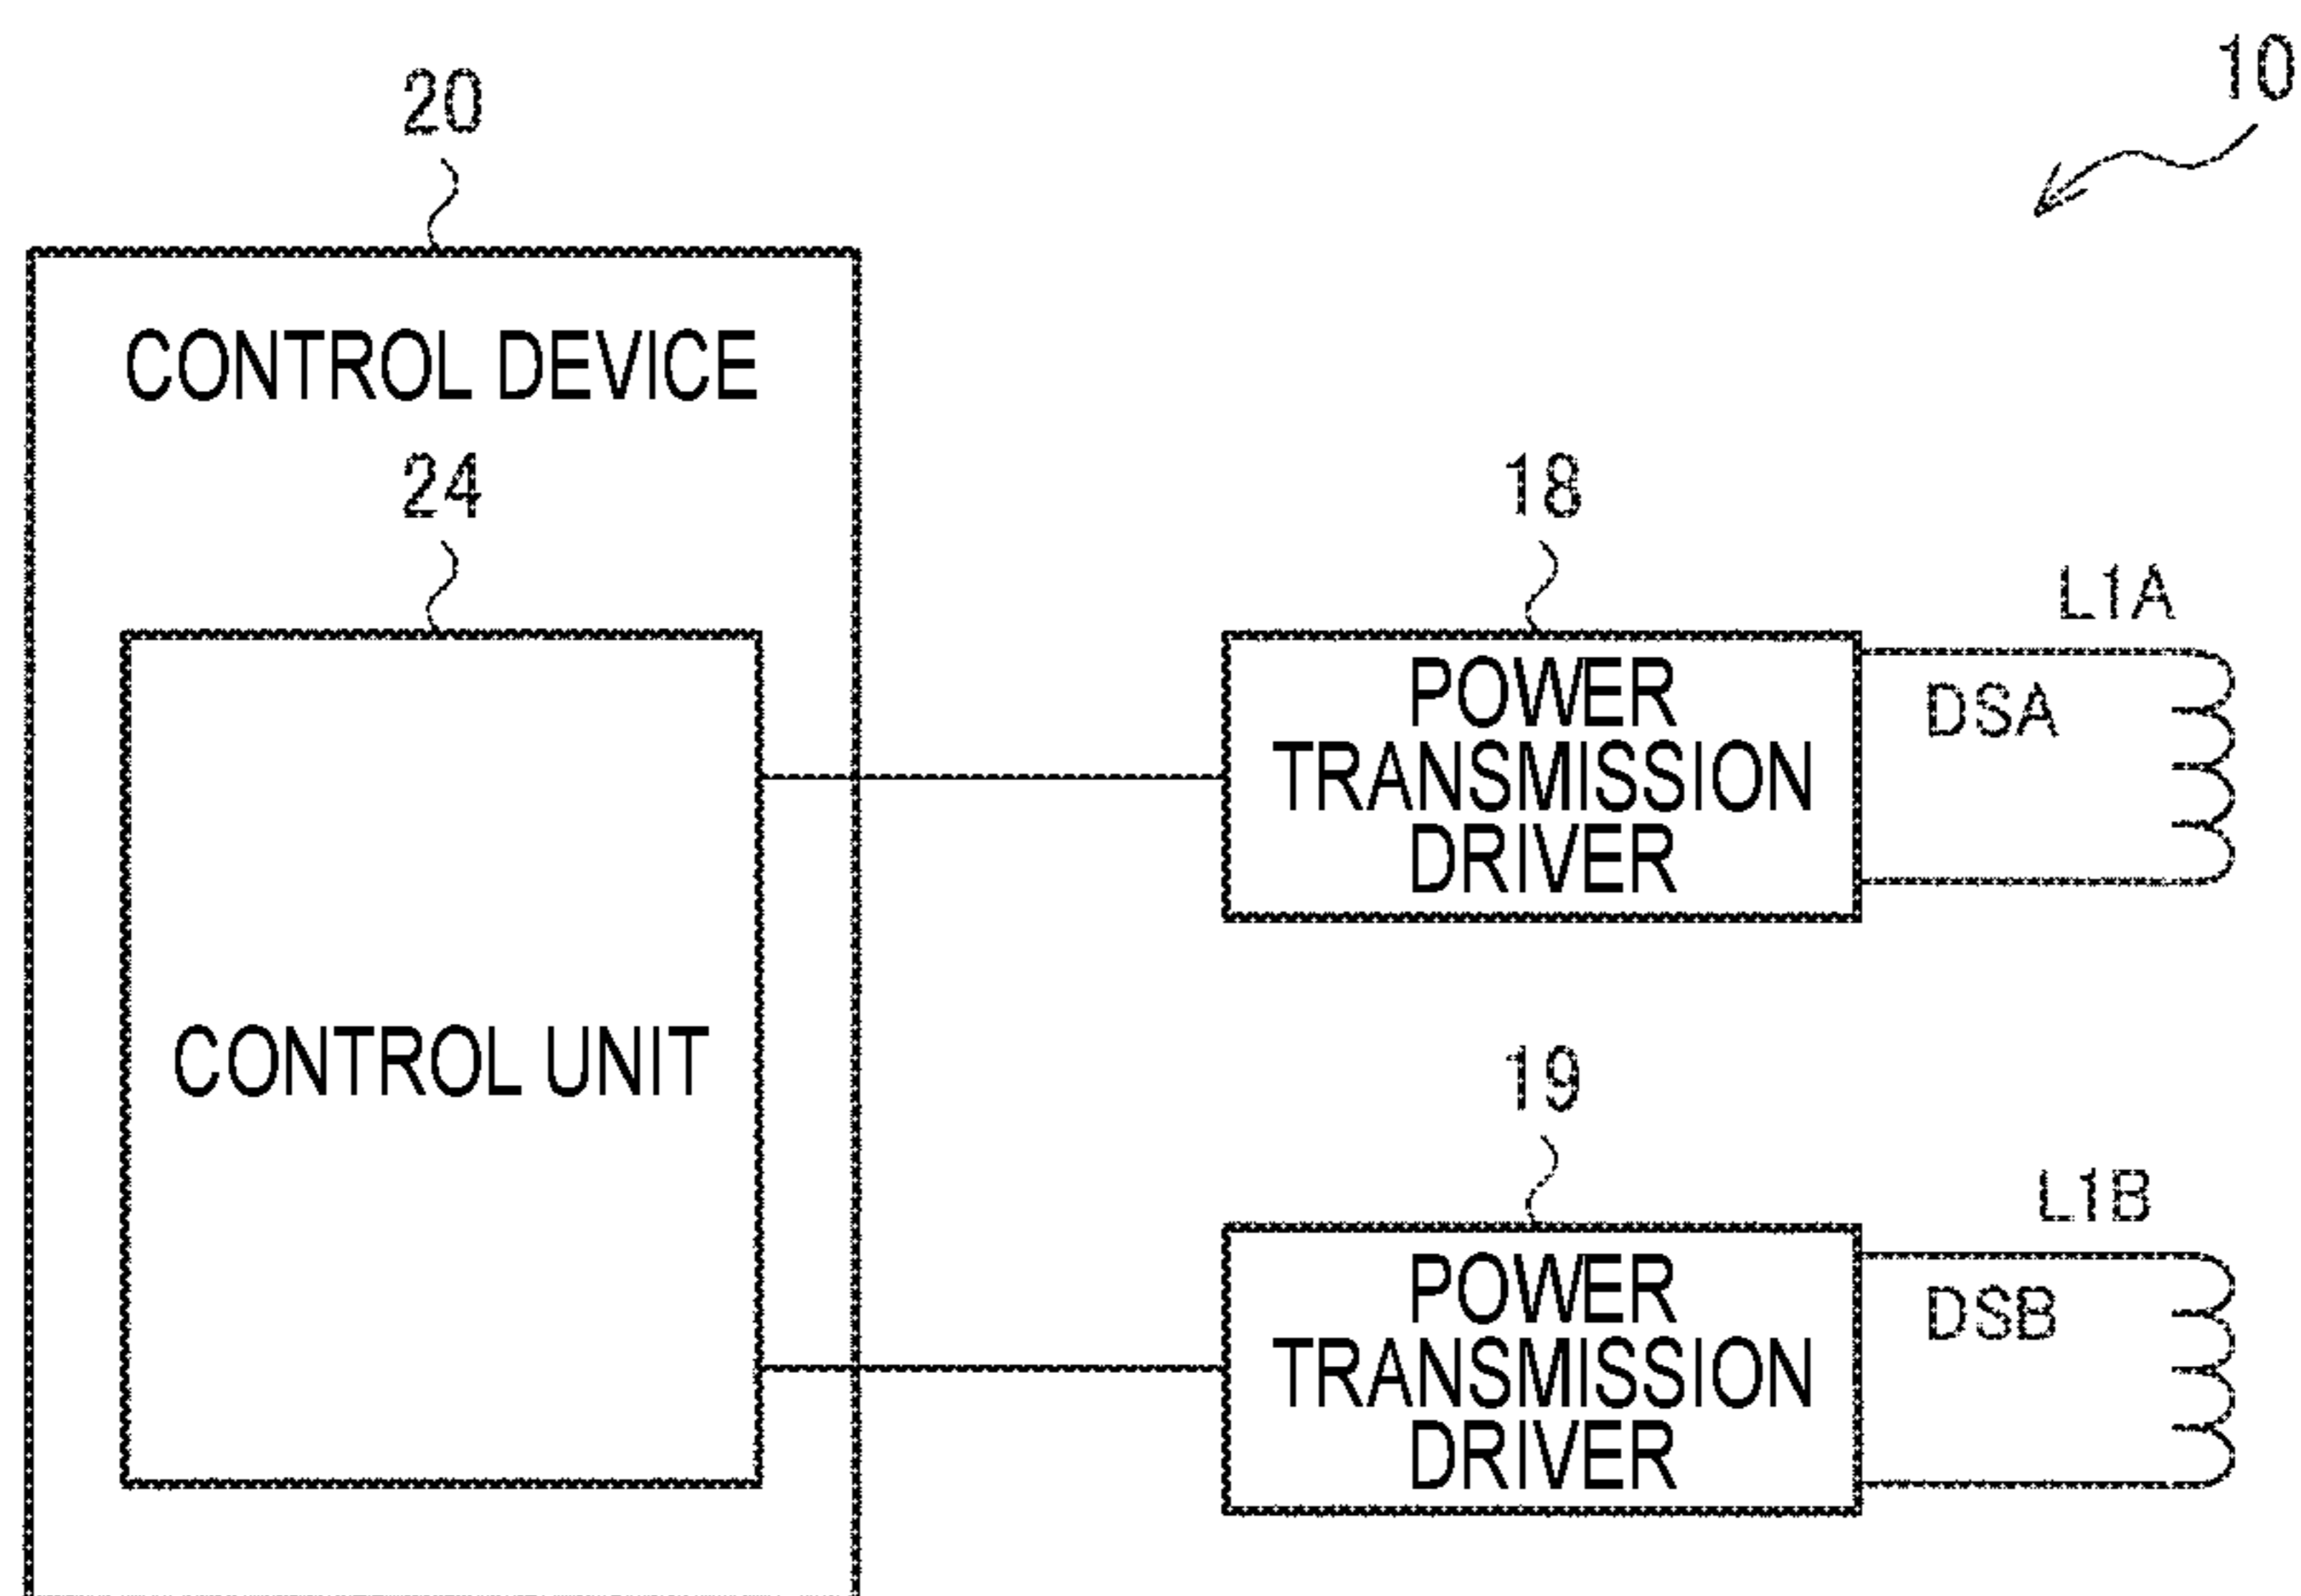 10
20
CONTROL DEVICE
24
CONTROL UNIT
18
POWER
TRANSMISSION
DRIVER
L1A
DSA
19
POWER
TRANSMISSION
DRIVER
L1B
DSB